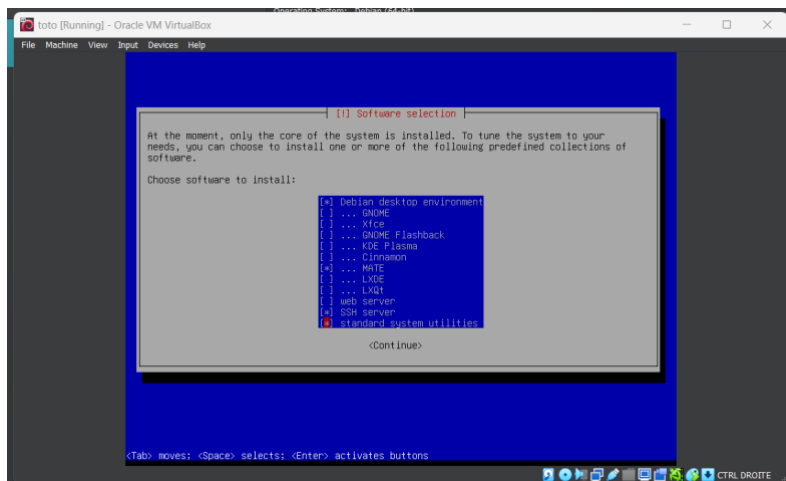 Operating System: Debian (64-bit)
toto [Running] - Oracle VM VirtualBox
File Machine View Input Devices Help
[!] Software selection
At the moment, only the core of the system is installed. To tune the system to your
needs, you can choose to install one or more of the following predefined collections of
software.
Choose software to install:
[*] Debian desktop environment
[ ] ... GNOME
[ ] ... Xfce
[ ] ... GNOME Flashback
[ ] ... KDE Plasma
[ ] ... Cinnamon
[*] ... MATE
[ ] ... LXDE
[ ] ... LXQt
[ ] web server
[*] SSH server
[*] standard system utilities
<Continue>
<Tab> moves; <Space> selects; <Enter> activates buttons
CTRL DROITE